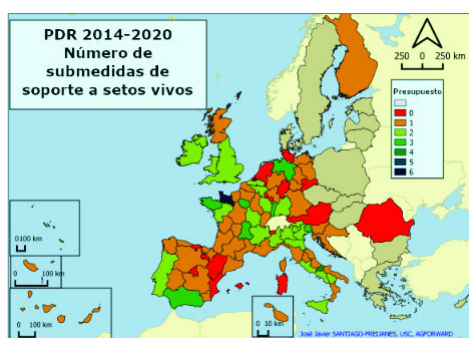 PDR 2014-2020
Número de
submedidas de
soporte a setos vivos
250 0 250 km
Presupuesto
0
1
2
3
4
5
6
0100 km
0 100 km
0 100 km
0 10 km
José Javier SANTIAGO-FREIJANES, USC, AGFORWARD